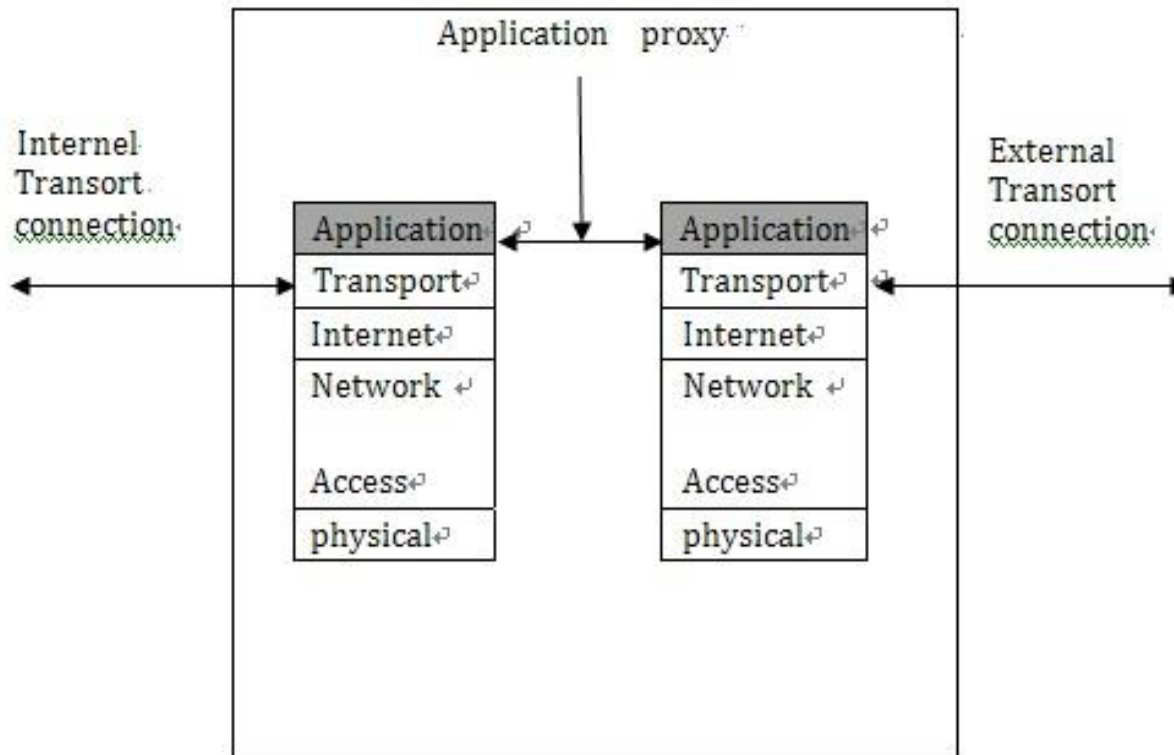 Application proxy
Internel
Transort
connection
External
Transort
connection
Application
Transport
Internet
Network
Access
physical
Application
Transport
Internet
Network
Access
physical